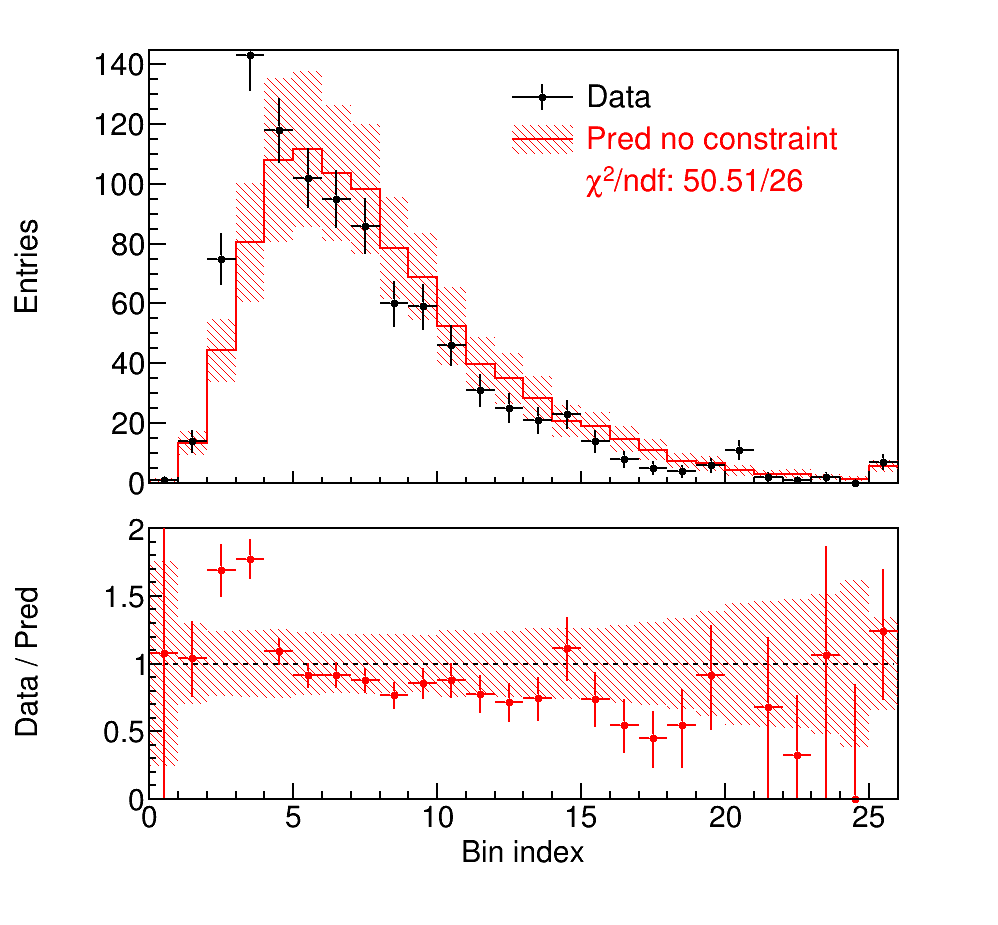 140
120
100
80
60
40
20
0
Entries
Data
Pred no constraint
χ²/ndf: 50.51/26
2
1.5
1
0.5
0
Data / Pred
0 5 10 15 20 25
Bin index